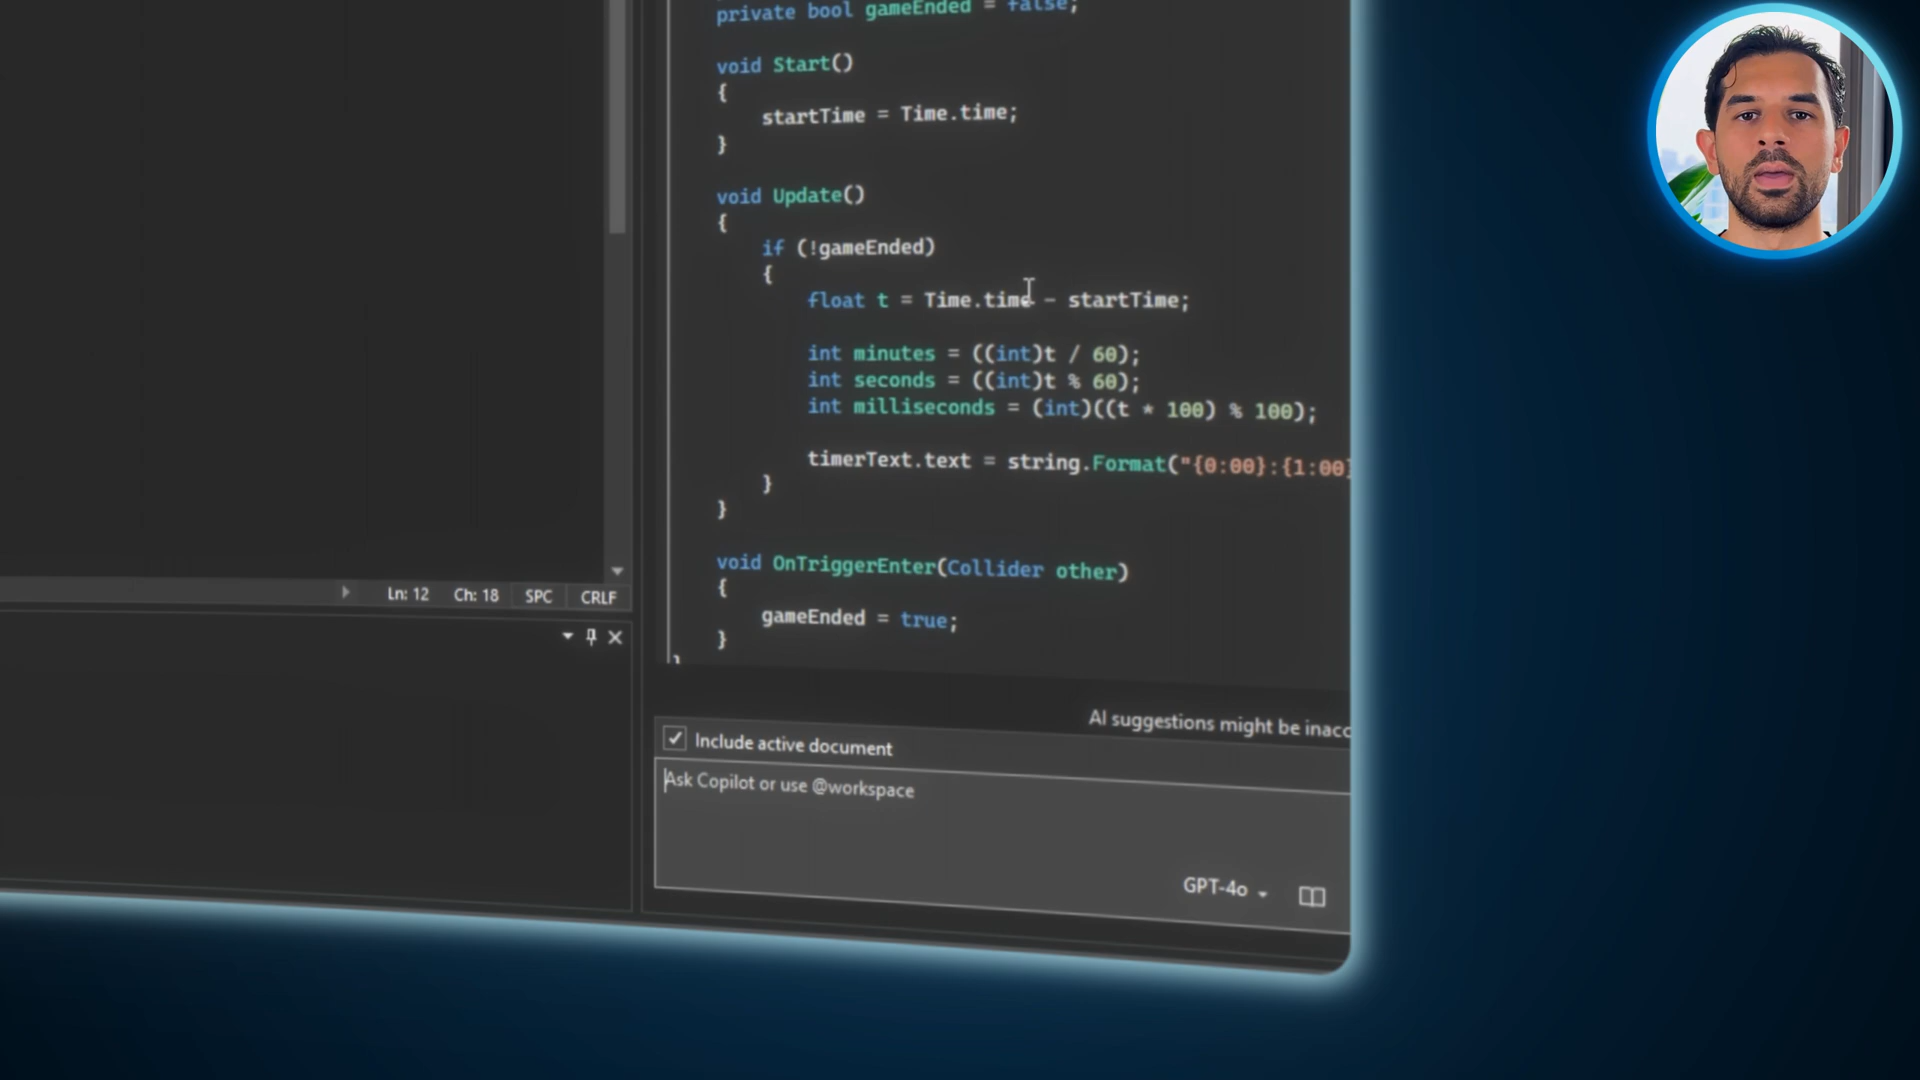 private bool gameEnded = false;
void Start()
{
startTime = Time.time;
}
void Update()
{
if (!gameEnded)
{
float t = Time.time - startTime;
int minutes = ((int)t / 60);
int seconds = ((int)t % 60);
int milliseconds = (int)((t * 100) % 100);
timerText.text = string.Format("{0:00}:{1:00}
}
}
void OnTriggerEnter(Collider other)
{
gameEnded = true;
}
}
Ln: 12 Ch: 18 SPC CRLF
AI suggestions might be inacc
Include active document
Ask Copilot or use @workspace
GPT-4o